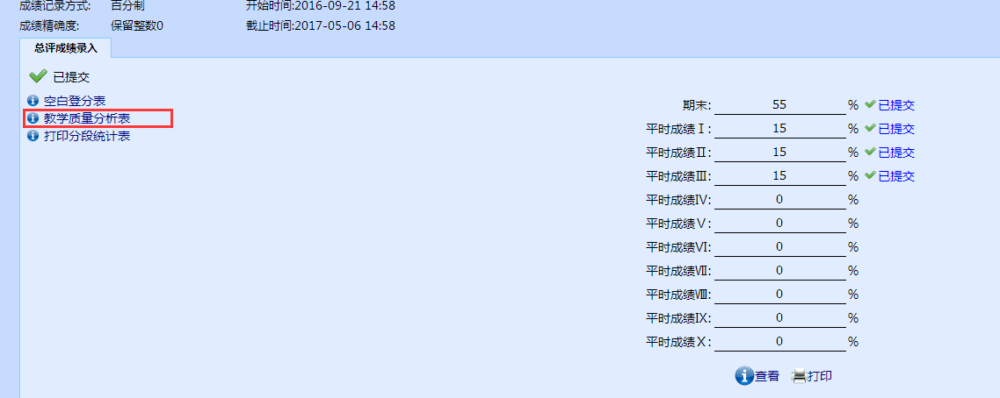 成绩记录方式: 百分制 开始时间:2016-09-21 14:58
成绩精确度: 保留整数0 截止时间:2017-05-06 14:58
总评成绩录入
已提交
空白登分表
教学质量分析表
打印分段统计表
期末: 55 % 已提交
平时成绩Ⅰ: 15 % 已提交
平时成绩Ⅱ: 15 % 已提交
平时成绩Ⅲ: 15 % 已提交
平时成绩Ⅳ: 0 %
平时成绩Ⅴ: 0 %
平时成绩Ⅵ: 0 %
平时成绩Ⅶ: 0 %
平时成绩Ⅷ: 0 %
平时成绩Ⅸ: 0 %
平时成绩Ⅹ: 0 %
查看 打印